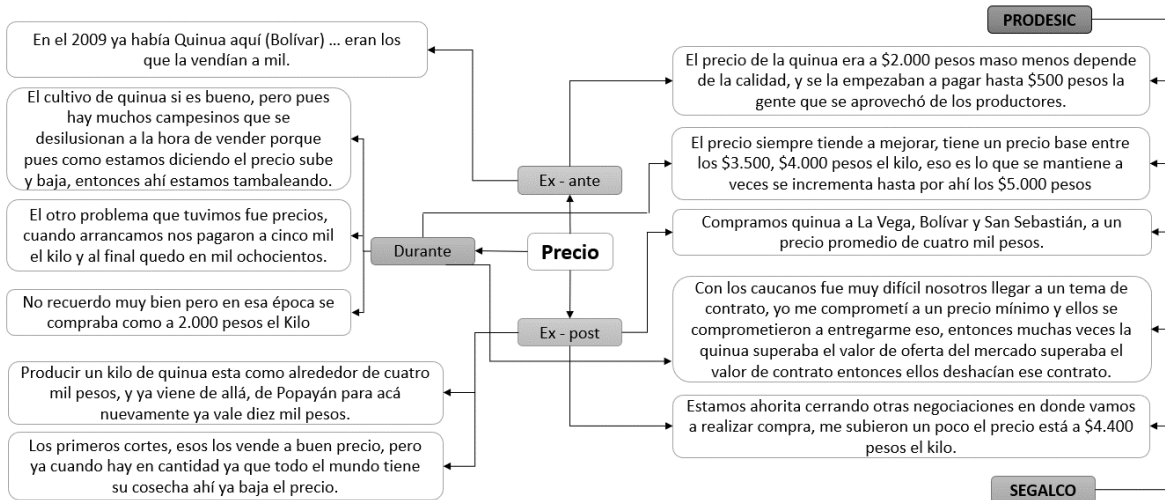 PRODESIC
En el 2009 ya había Quinua aquí (Bolívar) … eran los
que la vendían a mil.
El precio de la quinua era a $2.000 pesos maso menos depende
de la calidad, y se la empezaban a pagar hasta $500 pesos la
gente que se aprovechó de los productores.
El cultivo de quinua si es bueno, pero pues
hay muchos campesinos que se
desilusionan a la hora de vender porque
pues como estamos diciendo el precio sube
y baja, entonces ahí estamos tambaleando.
El precio siempre tiende a mejorar, tiene un precio base entre
los $3.500, $4.000 pesos el kilo, eso es lo que se mantiene a
veces se incrementa hasta por ahí los $5.000 pesos
Ex - ante
El otro problema que tuvimos fue precios,
cuando arrancamos nos pagaron a cinco mil
el kilo y al final quedo en mil ochocientos.
Durante
Precio
Compramos quinua a La Vega, Bolívar y San Sebastián, a un
precio promedio de cuatro mil pesos.
No recuerdo muy bien pero en esa época se
compraba como a 2.000 pesos el Kilo
Ex - post
Con los caucanos fue muy difícil nosotros llegar a un tema de
contrato, yo me comprometí a un precio mínimo y ellos se
comprometieron a entregarme eso, entonces muchas veces la
quinua superaba el valor de oferta del mercado superaba el
valor de contrato entonces ellos deshacían ese contrato.
Producir un kilo de quinua esta como alrededor de cuatro
mil pesos, y ya viene de allá, de Popayán para acá
nuevamente ya vale diez mil pesos.
Estamos ahorita cerrando otras negociaciones en donde vamos
a realizar compra, me subieron un poco el precio está a $4.400
pesos el kilo.
Los primeros cortes, esos los vende a buen precio, pero
ya cuando hay en cantidad ya que todo el mundo tiene
su cosecha ahí ya baja el precio.
SEGALCO